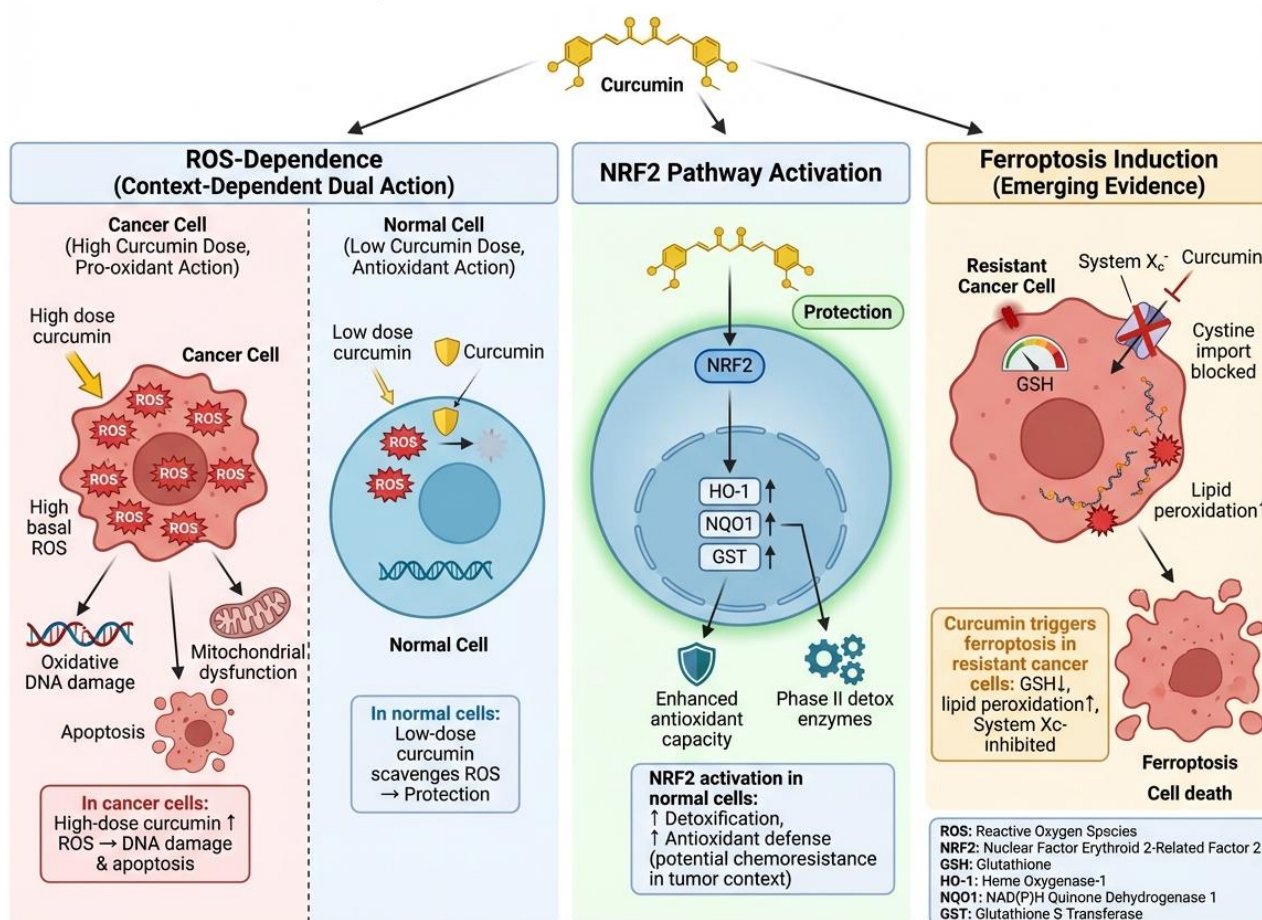 Curcumin
ROS-Dependence
(Context-Dependent Dual Action)
Cancer Cell
(High Curcumin Dose,
Pro-oxidant Action)
High dose
curcumin
Cancer Cell
ROS
ROS
ROS
ROS
ROS
ROS
ROS
ROS
High
basal
ROS
Oxidative
DNA damage
Mitochondrial
dysfunction
Apoptosis
In cancer cells:
High-dose curcumin ↑
ROS → DNA damage
& apoptosis
Normal Cell
(Low Curcumin Dose,
Antioxidant Action)
Low dose
curcumin
Curcumin
ROS
ROS
Normal Cell
In normal cells:
Low-dose
curcumin
scavenges ROS
→ Protection
NRF2 Pathway Activation
Protection
NRF2
HO-1 ↑
NQO1 ↑
GST ↑
Enhanced
antioxidant
capacity
Phase II detox
enzymes
NRF2 activation in
normal cells:
↑ Detoxification,
↑ Antioxidant defense
(potential chemoresistance
in tumor context)
Ferroptosis Induction
(Emerging Evidence)
Resistant
Cancer Cell
System Xc-
Curcumin
GSH
Cystine
import
blocked
Lipid
peroxidation↑
Curcumin triggers
ferroptosis in
resistant cancer
cells: GSH↓,
lipid peroxidation↑,
System Xc-
inhibited
Ferroptosis
Cell death
ROS: Reactive Oxygen Spscies
NRF2: Nuclear Factor Erythroid 2-Related Factor 2
GSH: Glutathione
HO-1: Heme Oxygenase-1
NQO1: NAD(P)H Quinone Dehydrogenase 1
GST: Glutathione S Transferase